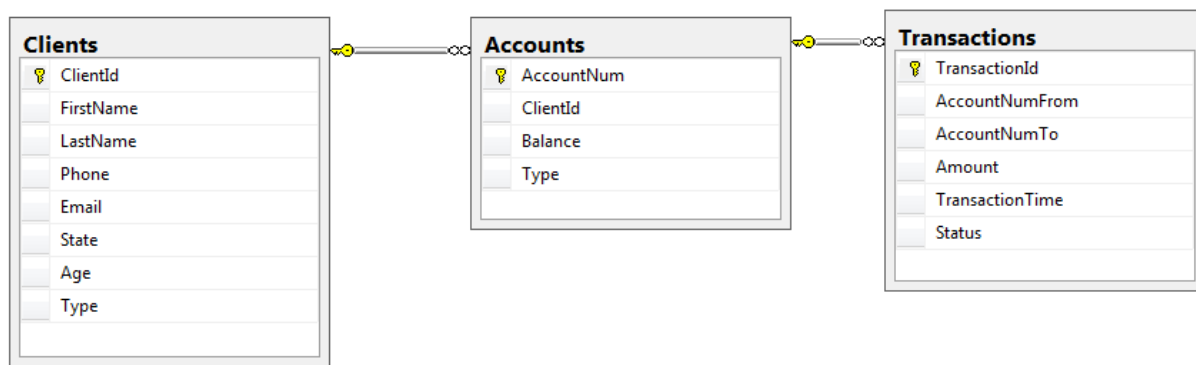 Clients
ClientId
FirstName
LastName
Phone
Email
State
Age
Type
Accounts
AccountNum
ClientId
Balance
Type
Transactions
TransactionId
AccountNumFrom
AccountNumTo
Amount
TransactionTime
Status